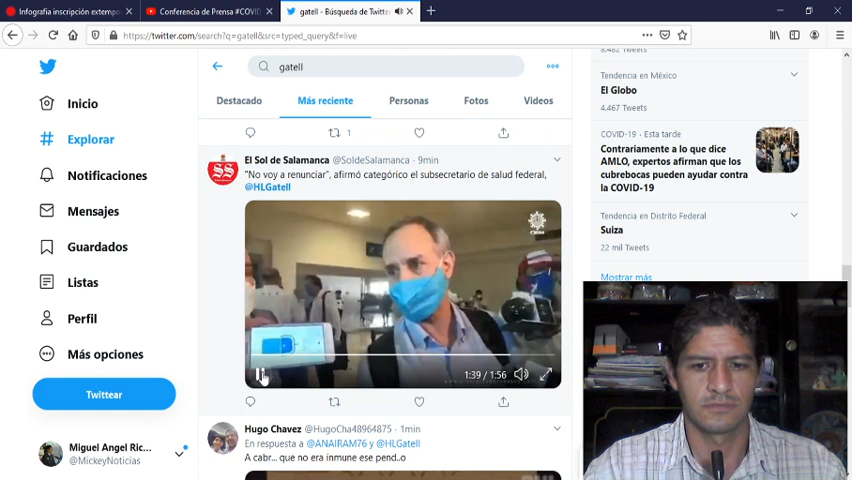 Infografía inscripción extempo
Conferencia de Prensa #COVI
gatell - Búsqueda de Twitter
https://twitter.com/search?q=gatell&src=typed_query&f=live
gatell
Destacado
Más reciente
Personas
Fotos
Videos
Inicio
Explorar
Notificaciones
Mensajes
Guardados
Listas
Perfil
Más opciones
Twittear
Miguel Angel Ric...
@MickeyNoticias
1
El Sol de Salamanca @SoldeSalamanca · 9min
"No voy a renunciar", afirmó categórico el subsecretario de salud federal,
@HLGatell
1:39 / 1:56
Hugo Chavez @HugoCha48964875 · 1min
En respuesta a @ANAIRAM76 y @HLGatell
A cabr... que no era inmune ese pend..o
8.482 Tweets
Tendencia en México
El Globo
4.467 Tweets
COVID-19 · Esta tarde
Contrariamente a lo que dice
AMLO, expertos afirman que los
cubrebocas pueden ayudar contra
la COVID-19
Tendencia en Distrito Federal
Suiza
22 mil Tweets
Mostrar más